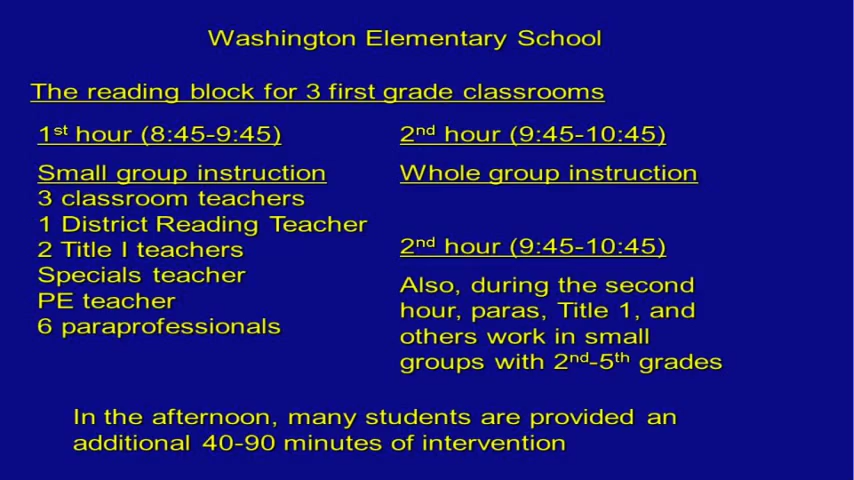 Washington Elementary School
The reading block for 3 first grade classrooms
1st hour (8:45-9:45)
Small group instruction
3 classroom teachers
1 District Reading Teacher
2 Title I teachers
Specials teacher
PE teacher
6 paraprofessionals
2nd hour (9:45-10:45)
Whole group instruction
2nd hour (9:45-10:45)
Also, during the second
hour, paras, Title 1, and
others work in small
groups with 2nd-5th grades
In the afternoon, many students are provided an
additional 40-90 minutes of intervention